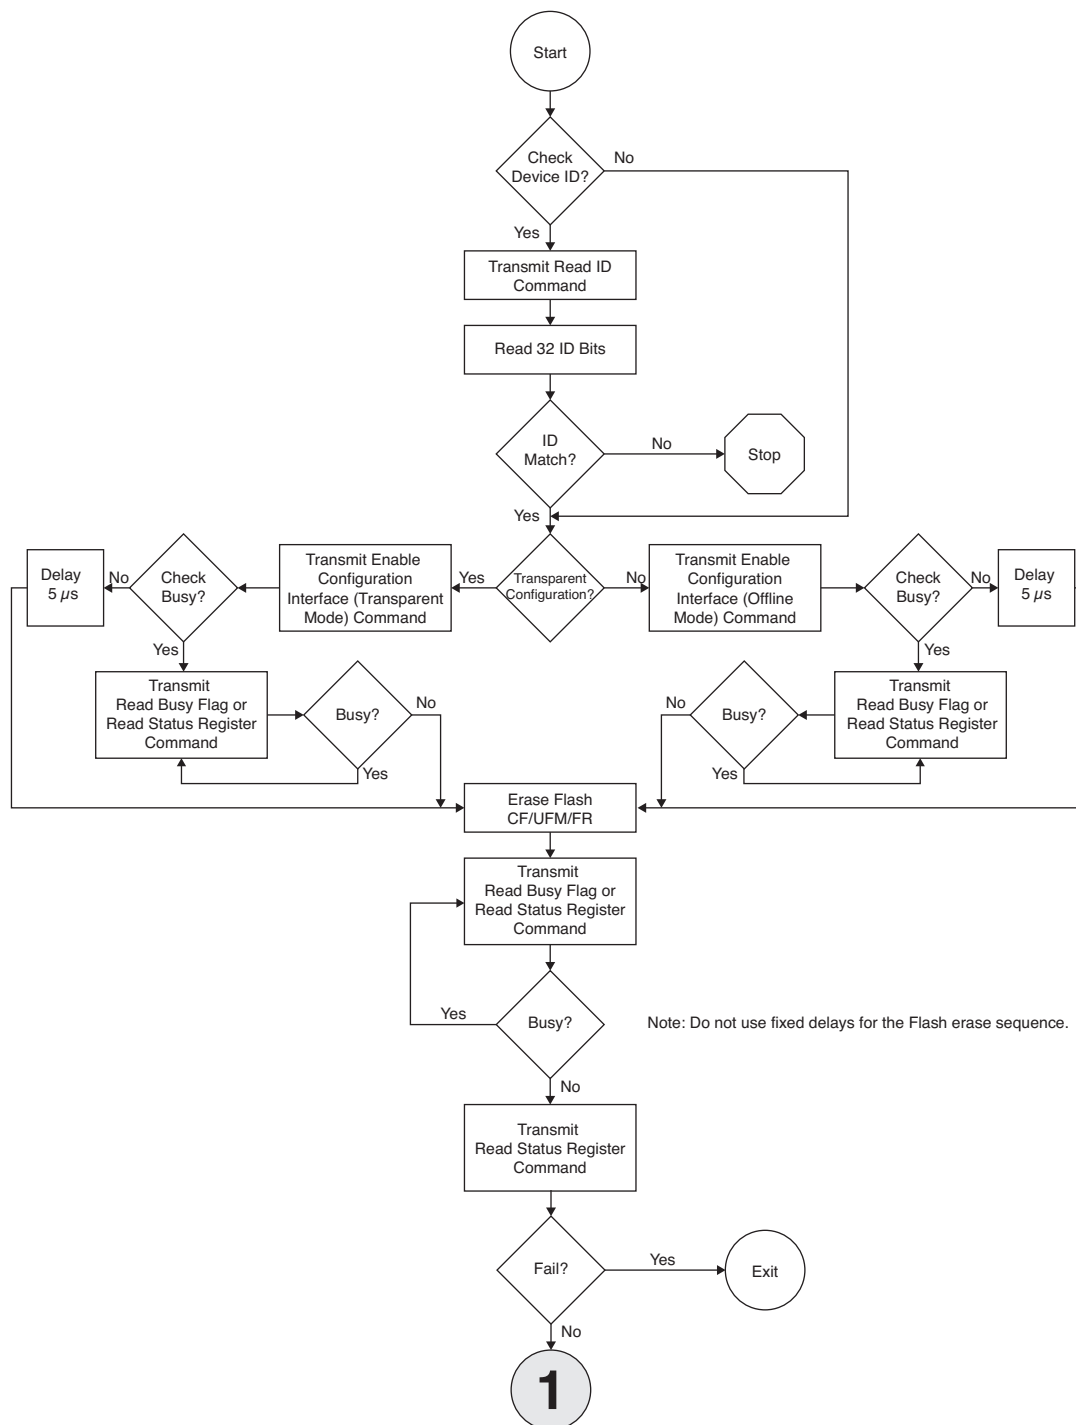 Start
Check
Device ID?
No
Yes
Transmit Read ID
Command
Read 32 ID Bits
ID
Match?
No
Stop
Yes
Delay
5 µs
No
Check
Busy?
Transmit Enable
Configuration
Interface (Transparent
Mode) Command
Yes
Transparent
Configuration?
No
Transmit Enable
Configuration
Interface (Offline
Mode) Command
Check
Busy?
No
Delay
5 µs
Yes
Transmit
Read Busy Flag or
Read Status Register
Command
Busy?
No
Yes
Yes
No
Busy?
Transmit
Read Busy Flag or
Read Status Register
Command
Yes
Erase Flash
CF/UFM/FR
Transmit
Read Busy Flag or
Read Status Register
Command
Yes
Busy?
Note: Do not use fixed delays for the Flash erase sequence.
No
Transmit
Read Status Register
Command
Fail?
Yes
Exit
No
1